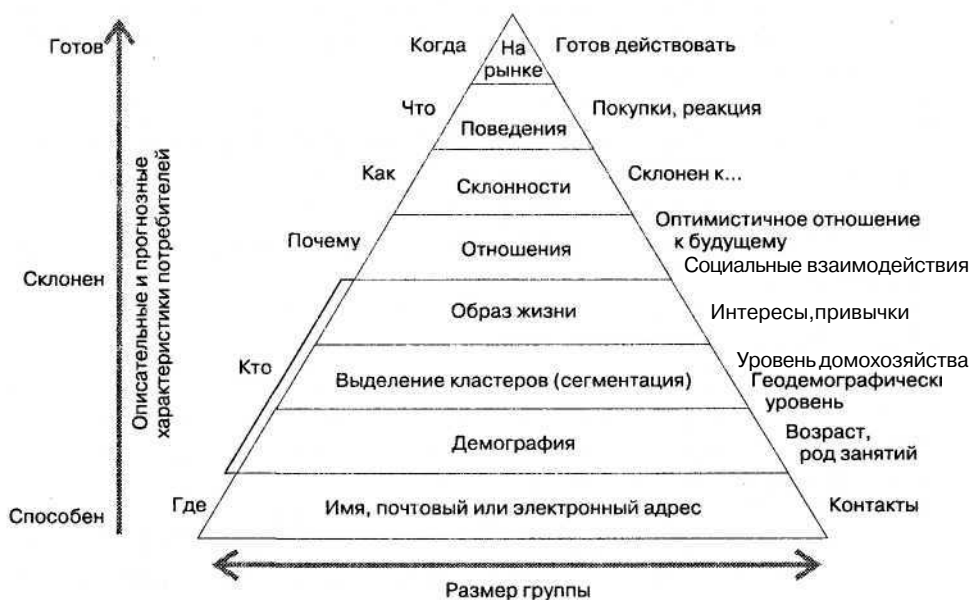 Готов
Когда
На
рынке
Готов действовать
Что
Поведения
Покупки, реакция
Как
Склонности
Склонен к...
Почему
Отношения
Оптимистичное отношение
к будущему
Социальные взаимодействия
Склонен
Описательные и прогнозные
характеристики потребителей
Образ жизни
Интересы,привычки
Кто
Выделение кластеров (сегментация)
Уровень домохозяйства
Геодемографическı
уровень
Демография
Возраст,
род занятий
Способен
Где
Имя, почтовый или электронный адрес
Контакты
Размер группы